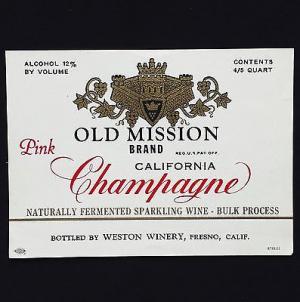 ALCOHOL 12%
BY VOLUME
CONTENTS
4/5 QUART
OLD MISSION
BRAND
REG. U.S. PAT. OFF.
Pink
CALIFORNIA
Champagne
NATURALLY FERMENTED SPARKLING WINE - BULK PROCESS
BOTTLED BY WESTON WINERY, FRESNO, CALIF.